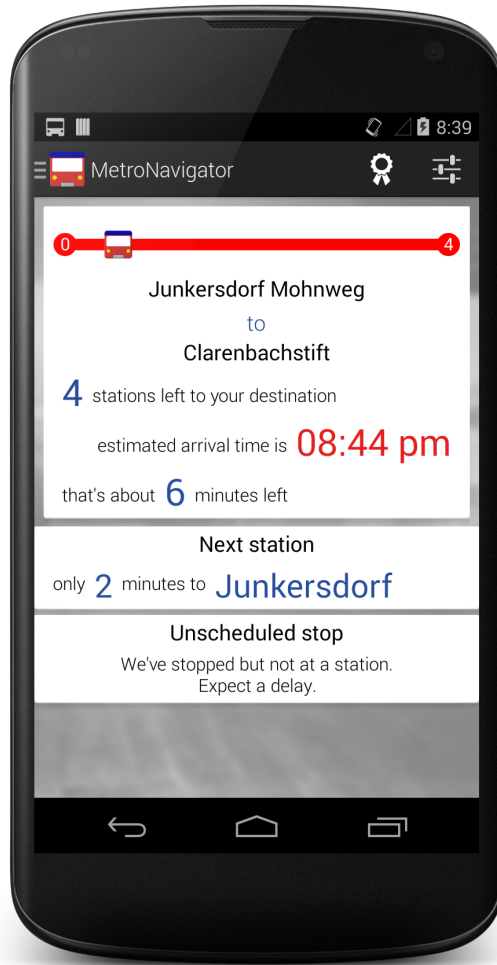 8:39
MetroNavigator
0 4
Junkersdorf Mohnweg
to
Clarenbachstift
4 stations left to your destination
estimated arrival time is 08:44 pm
that's about 6 minutes left
Next station
only 2 minutes to Junkersdorf
Unscheduled stop
We've stopped but not at a station.
Expect a delay.